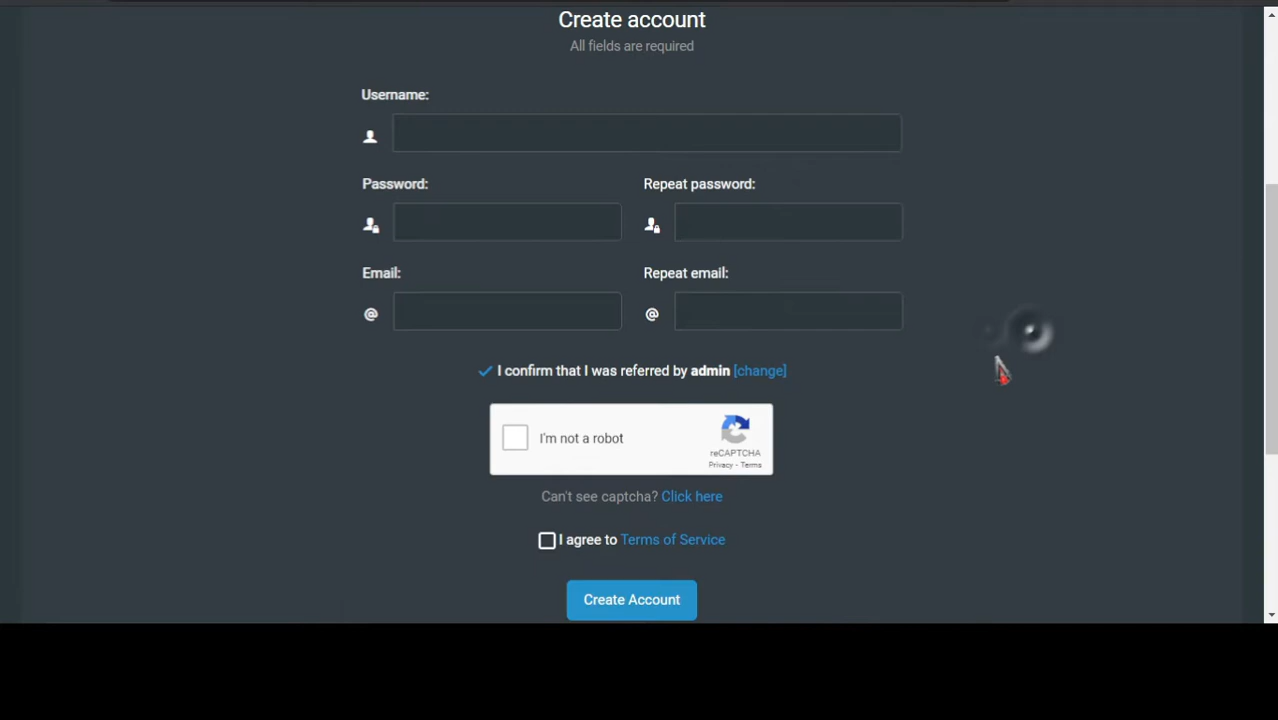 Create account
All fields are required
Username:
Password: Repeat password:
Email: Repeat email:
@ @
I confirm that I was referred by admin [change]
I'm not a robot
reCAPTCHA
Privacy - Terms
Can't see captcha? Click here
I agree to Terms of Service
Create Account